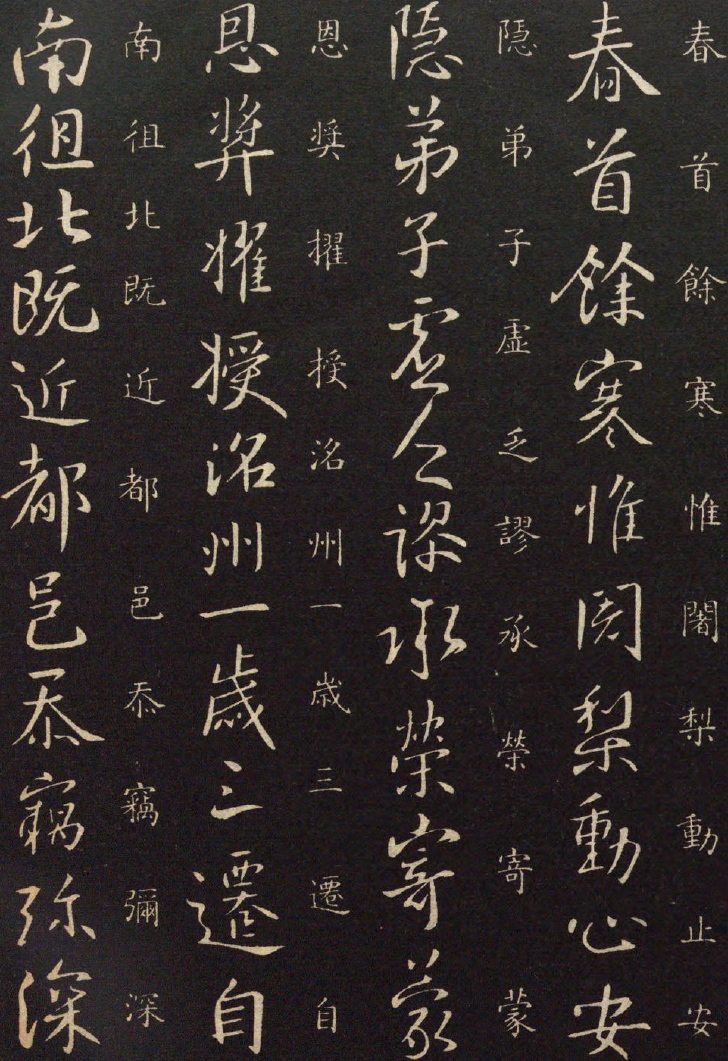 春首餘寒惟闍梨動止安
春首餘寒惟闍梨動止安
隱弟子虛乏謬承榮寄蒙
隱弟子虛乏謬承榮寄蒙
恩獎擢授洺州一歲三遷自
恩獎擢授洺州一歲三遷自
南徂北既近都邑忝竊彌深
南徂北既近都邑忝竊彌深